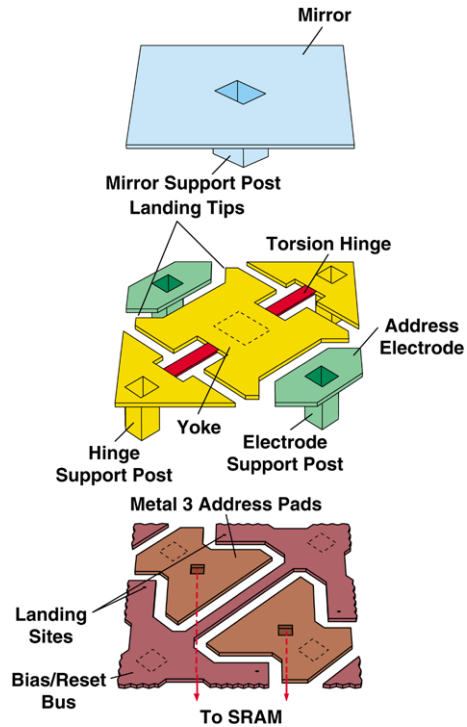 Mirror
Mirror Support Post
Landing Tips
Torsion Hinge
Address
Electrode
Yoke
Hinge
Support Post
Electrode
Support Post
Metal 3 Address Pads
Landing
Sites
Bias/Reset
Bus
To SRAM